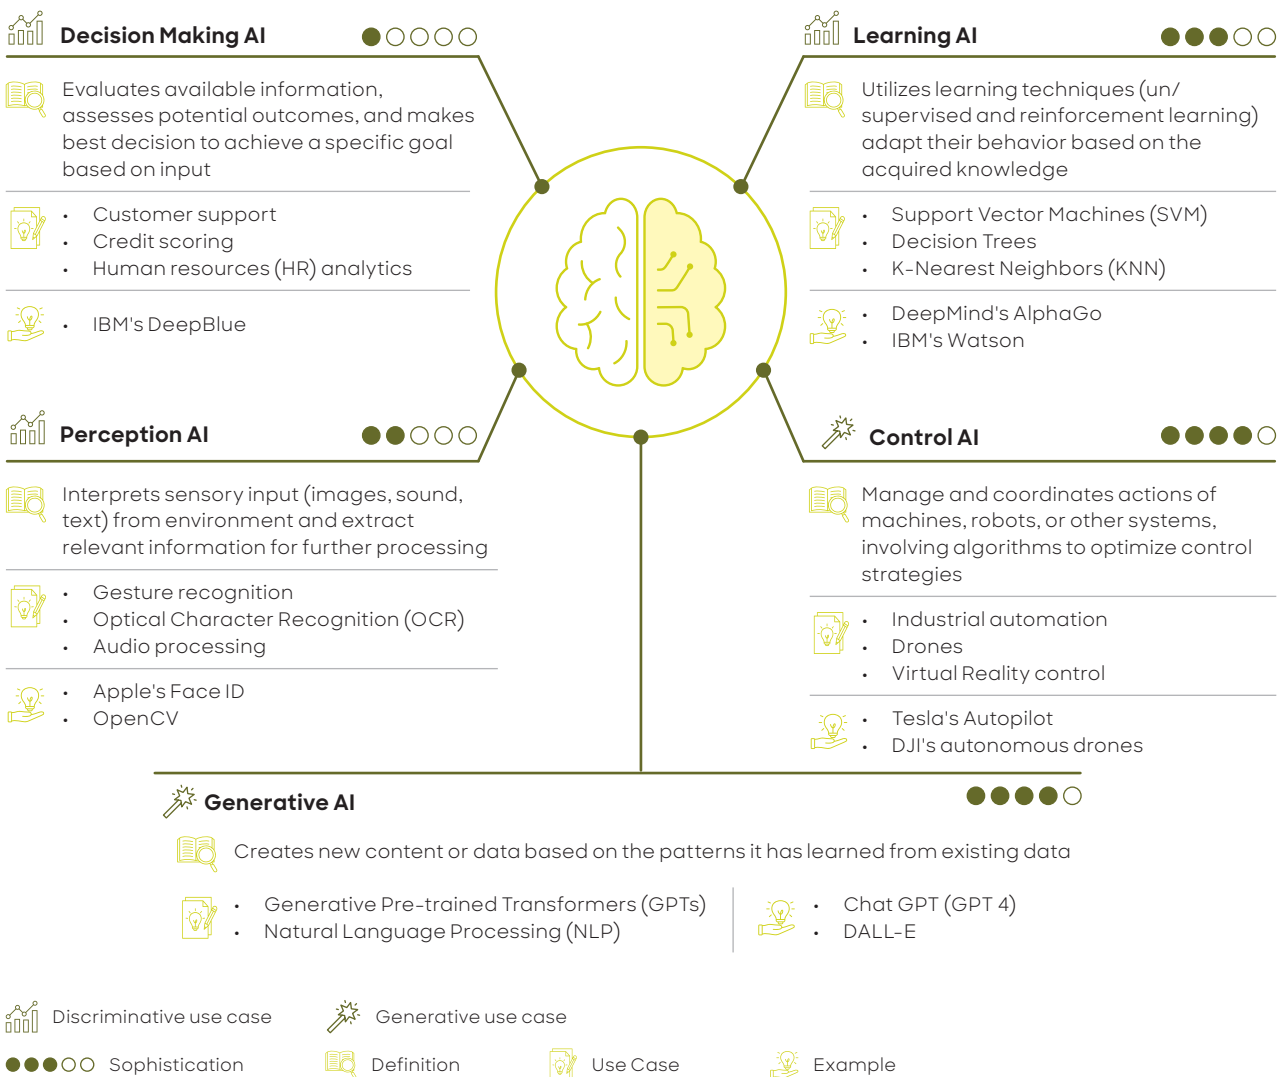 Decision Making AI
Evaluates available information,
assesses potential outcomes, and makes
best decision to achieve a specific goal
based on input
• Customer support
• Credit scoring
• Human resources (HR) analytics
• IBM's DeepBlue
Learning AI
Utilizes learning techniques (un/
supervised and reinforcement learning)
adapt their behavior based on the
acquired knowledge
• Support Vector Machines (SVM)
• Decision Trees
• K-Nearest Neighbors (KNN)
• DeepMind's AlphaGo
• IBM's Watson
Perception AI
Interprets sensory input (images, sound,
text) from environment and extract
relevant information for further processing
• Gesture recognition
• Optical Character Recognition (OCR)
• Audio processing
• Apple's Face ID
• OpenCV
Control AI
Manage and coordinates actions of
machines, robots, or other systems,
involving algorithms to optimize control
strategies
• Industrial automation
• Drones
• Virtual Reality control
• Tesla's Autopilot
• DJI's autonomous drones
Generative AI
Creates new content or data based on the patterns it has learned from existing data
• Generative Pre-trained Transformers (GPTs)
• Natural Language Processing (NLP)
• Chat GPT (GPT 4)
• DALL-E
Discriminative use case
Generative use case
Sophistication
Definition
Use Case
Example